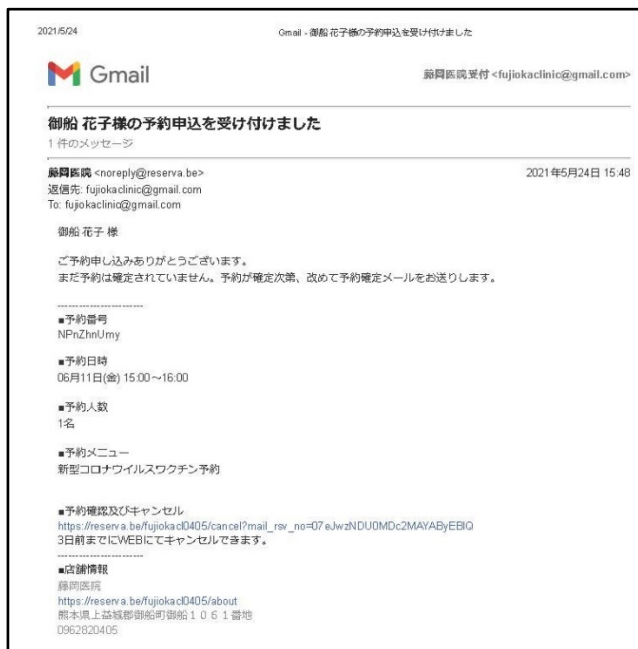 2021/5/24
Gmail - 御船 花子様の予約申込を受け付けました
Gmail
藤岡医院受付 <fujiokaclinic@gmail.com>
御船 花子様の予約申込を受け付けました
1 件のメッセージ
藤岡医院 <noreply@reserva.be>
2021年5月24日 15:48
返信先: fujiokaclinic@gmail.com
To: fujiokaclinic@gmail.com
御船 花子 様
ご予約申し込みありがとうございます。
まだ予約は確定されていません。予約が確定次第、改めて予約確定メールをお送りします。
------------------------
■予約番号
NPnZhnUmy
■予約日時
06月11日(金) 15:00～16:00
■予約人数
1名
■予約メニュー
新型コロナウイルスワクチン予約
■予約確認及びキャンセル
https://reserva.be/fujiokacl0405/cancel?mail_rsv_no=07eJwzNDU0MDc2MAYAByEBIQ
3日前までにWEBにてキャンセルできます。
------------------------
■店舗情報
藤岡医院
https://reserva.be/fujiokacl0405/about
熊本県上益城郡御船町御船１０６１番地
0962820405